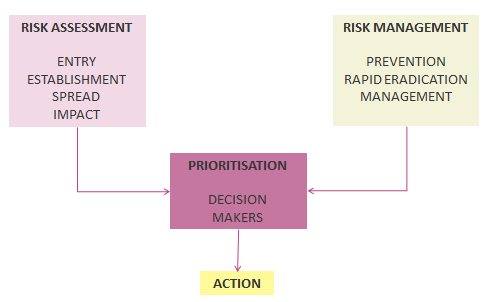 RISK ASSESSMENT
ENTRY
ESTABLISHMENT
SPREAD
IMPACT
RISK MANAGEMENT
PREVENTION
RAPID ERADICATION
MANAGEMENT
PRIORITISATION
DECISION
MAKERS
ACTION